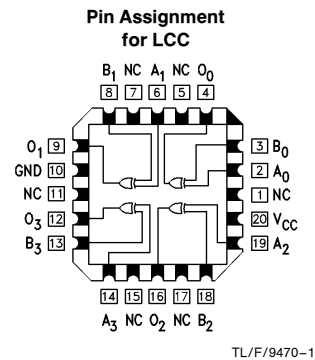 Pin Assignment
for LCC
B1 NC A1 NC O0
8 7 6 5 4
O1 9 3 B0
GND 10 2 A0
NC 11 1 NC
O3 12 20 VCC
B3 13 19 A2
14 15 16 17 18
A3 NC O2 NC B2
TL/F/9470–1